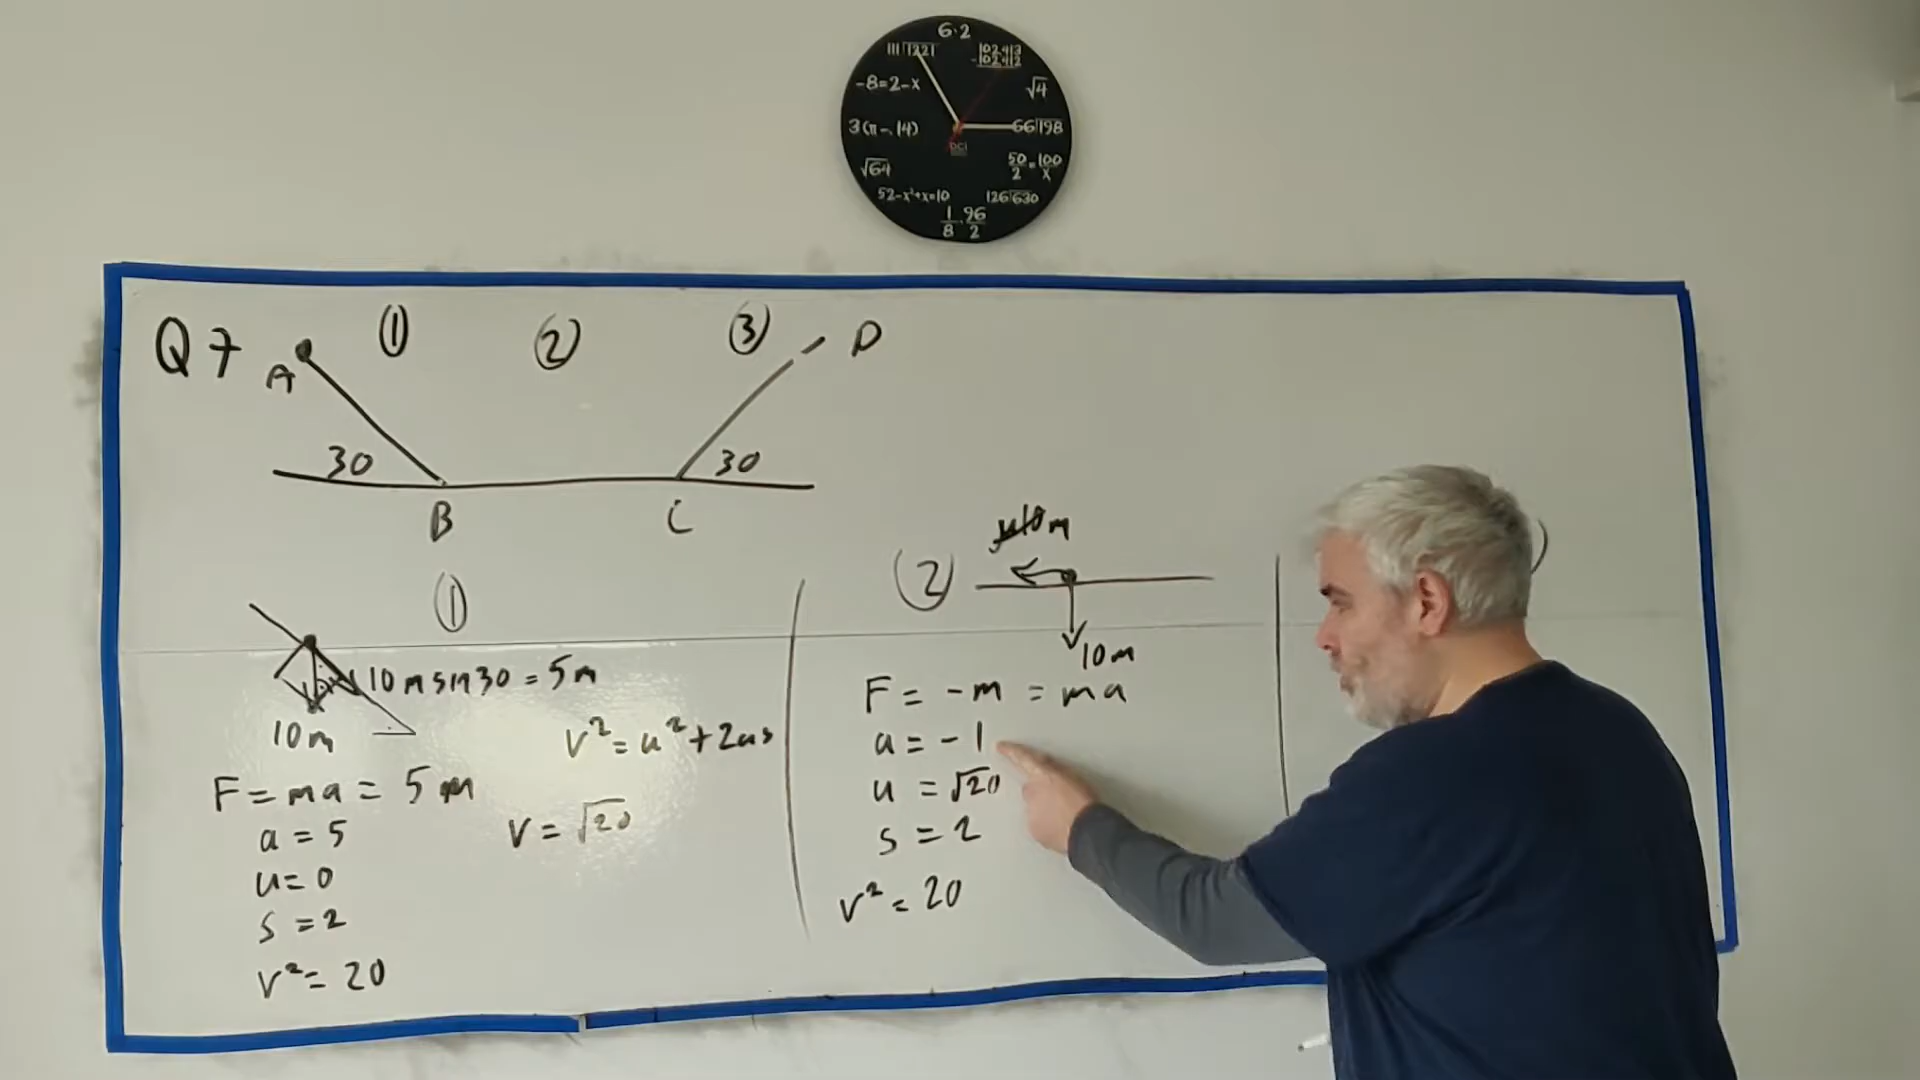 6·2
111√1221
102,413
-102,412
-8=2-x
√4
3(π-.14)
66√198
DCI
√64
50/2=100/x
52-x²+x=10
126√630
1/8·96/2
Q7
①
②
③
A
D
30
30
B
C
①
10m sin30 = 5m
10m
v²=u²+2as
F=ma=5m
v=√20
a=5
u=0
s=2
v²=20
②
10m
F=-m=ma
a=-1
u=√20
s=2
v²=20